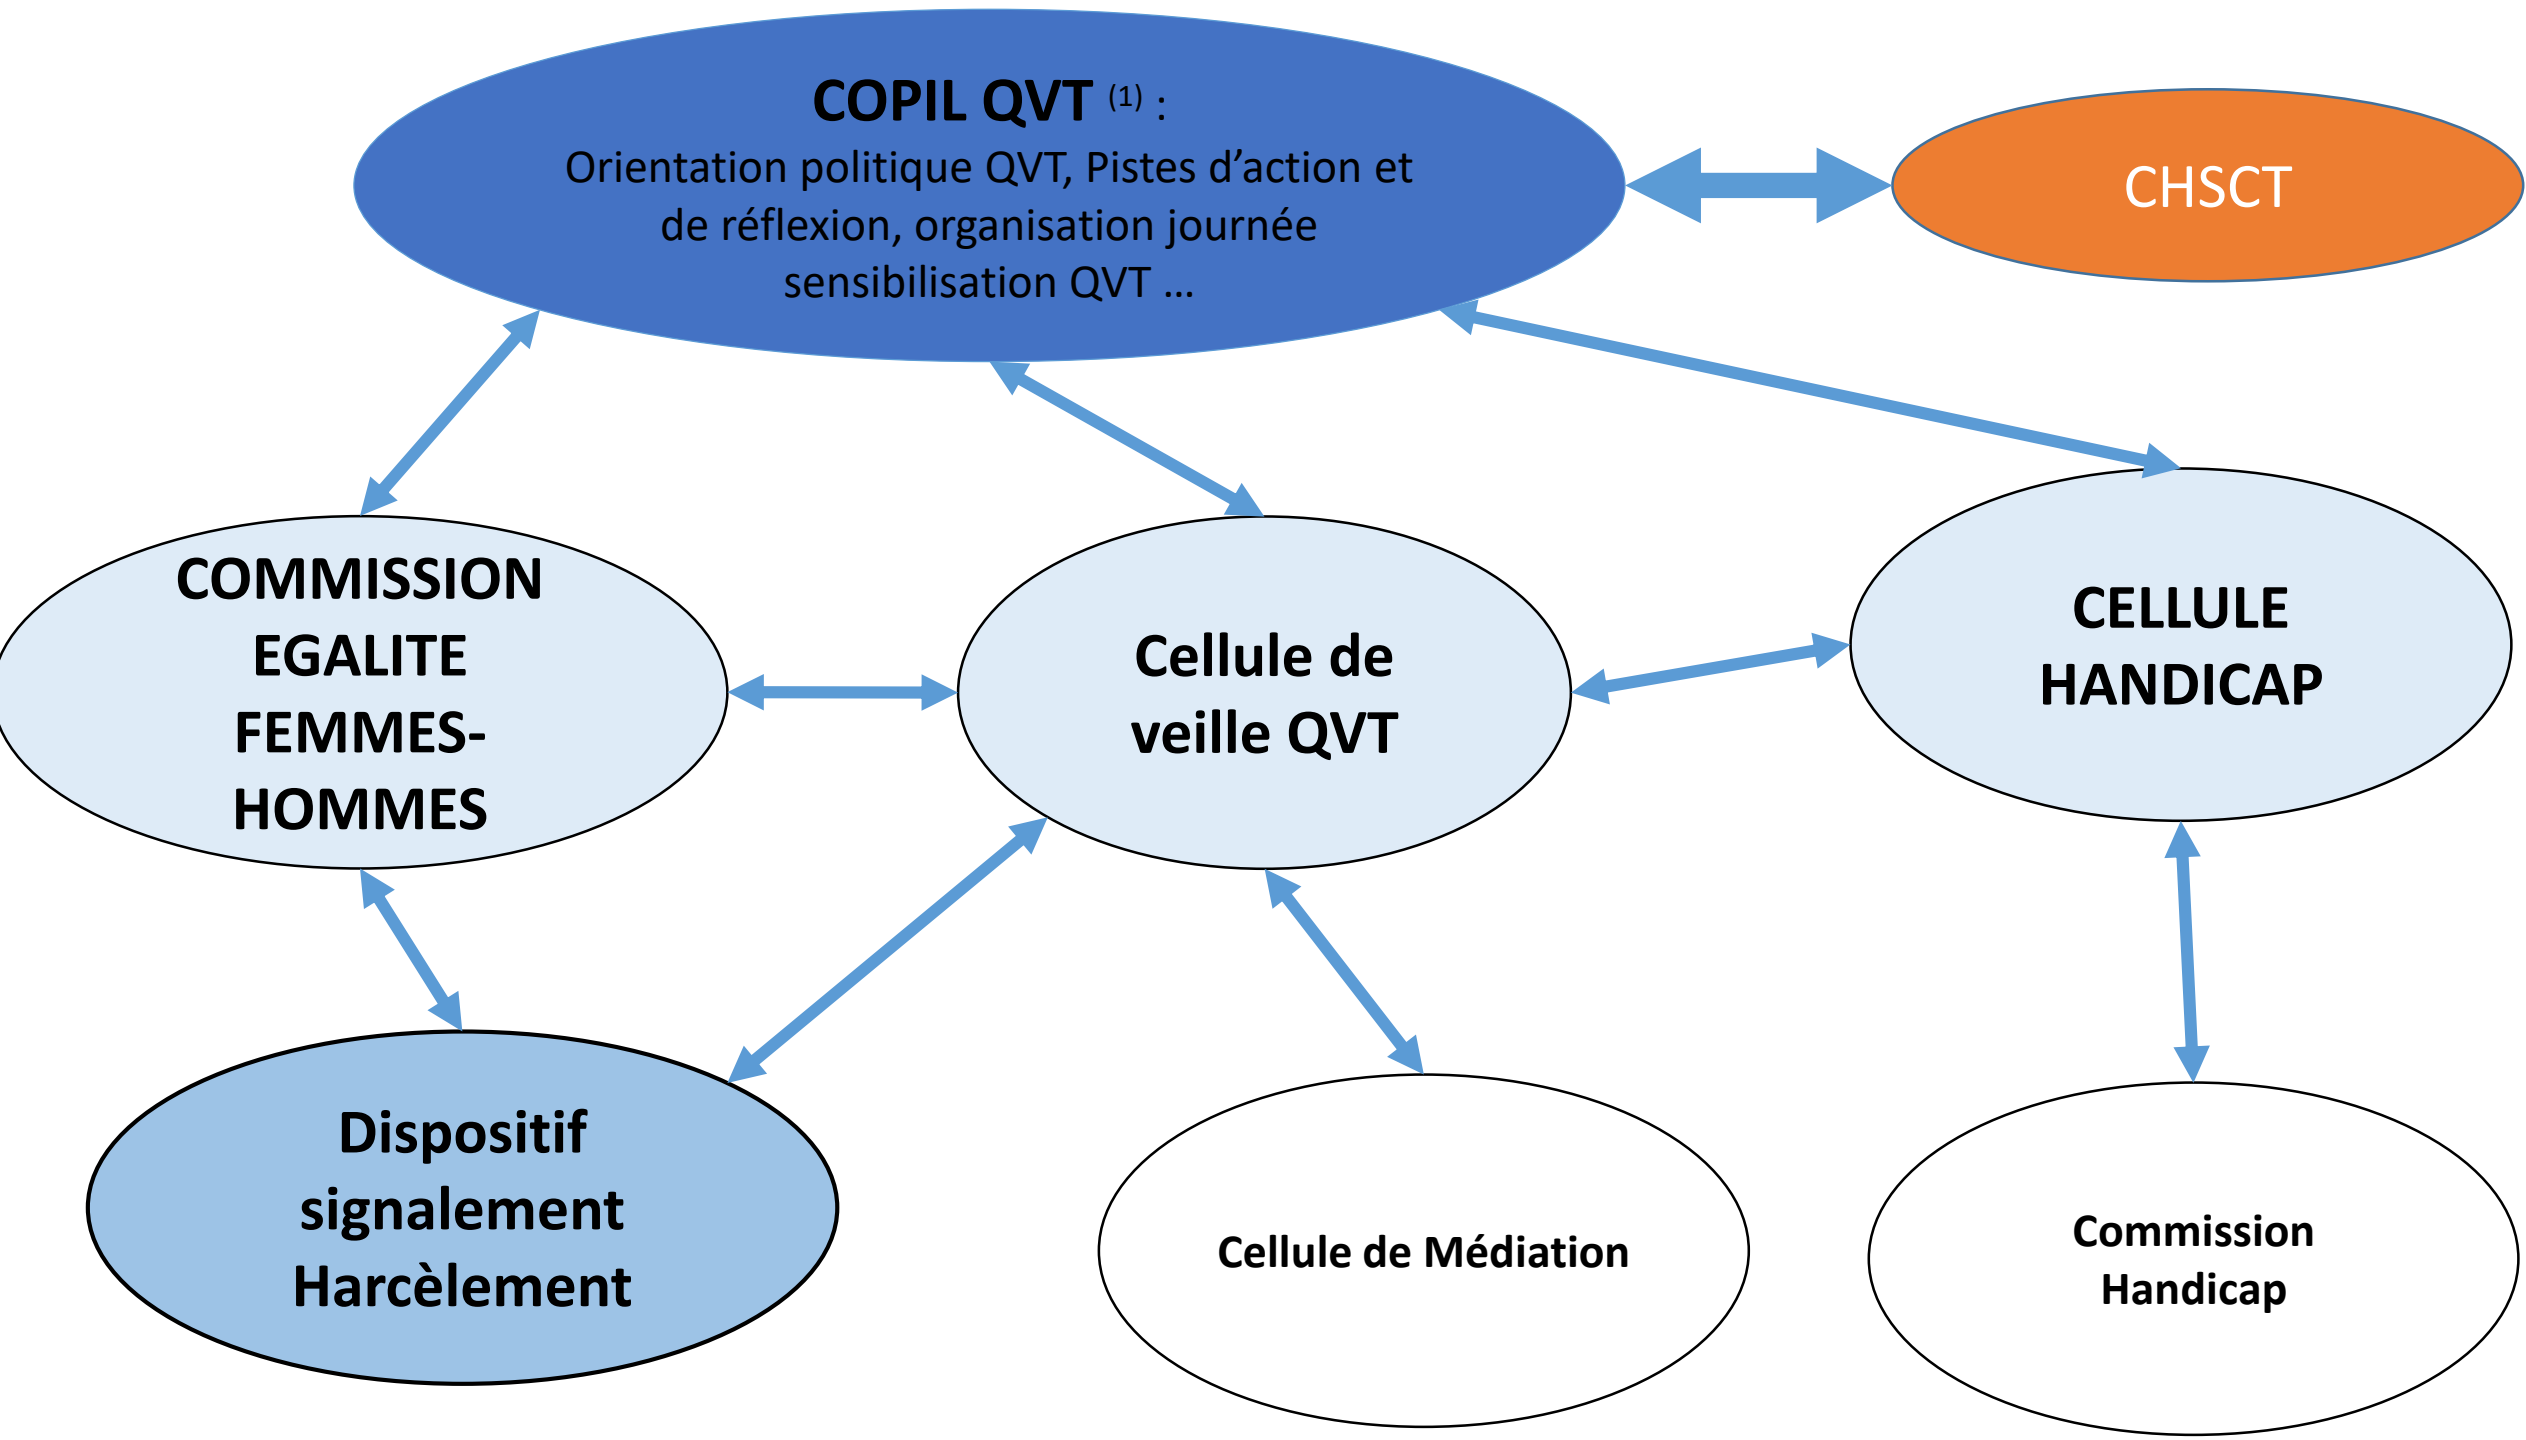 COPIL QVT (1) :
Orientation politique QVT, Pistes d’action et
de réflexion, organisation journée
sensibilisation QVT …
CHSCT
COMMISSION
EGALITE
FEMMES-
HOMMES
Cellule de
veille QVT
CELLULE
HANDICAP
Dispositif
signalement
Harcèlement
Cellule de Médiation
Commission
Handicap